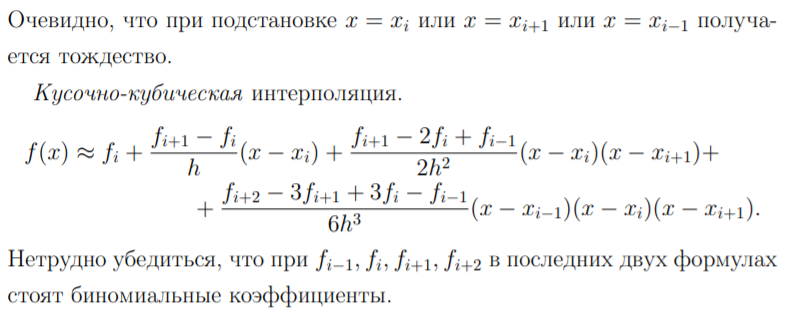 Очевидно, что при подстановке x = x_i или x = x_{i+1} или x = x_{i−1} получа-
ется тождество.
Кусочно-кубическая интерполяция.
f(x) ≈ f_i + \frac{f_{i+1} − f_i}{h}(x − x_i) + \frac{f_{i+1} − 2f_i + f_{i−1}}{2h^2}(x − x_i)(x − x_{i+1})+
+ \frac{f_{i+2} − 3f_{i+1} + 3f_i − f_{i−1}}{6h^3}(x − x_{i−1})(x − x_i)(x − x_{i+1}).
Нетрудно убедиться, что при f_{i−1}, f_i, f_{i+1}, f_{i+2} в последних двух формулах
стоят биномиальные коэффициенты.